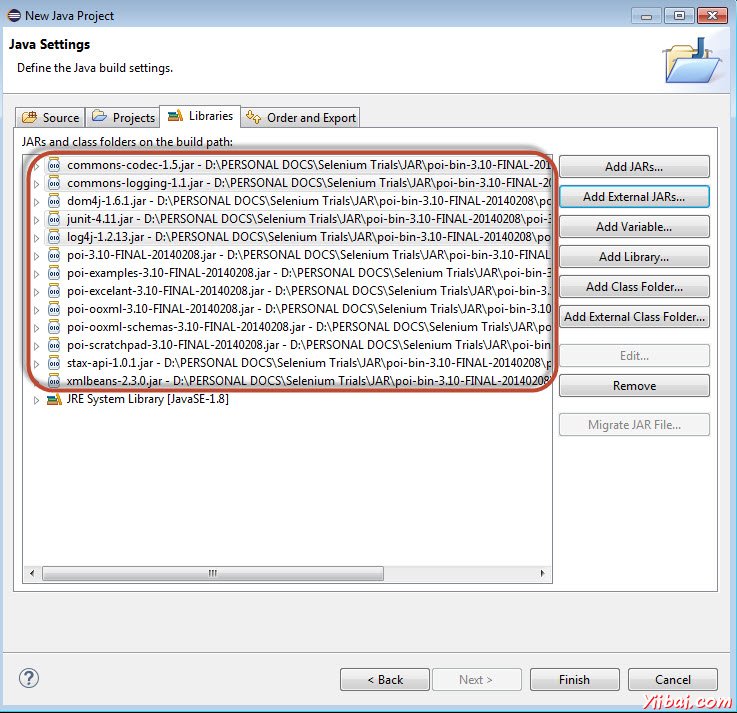 New Java Project
Java Settings
Define the Java build settings.
Source Projects Libraries Order and Export
JARs and class folders on the build path:
commons-codec-1.5.jar - D:\PERSONAL DOCS\Selenium Trials\JAR\poi-bin-3.10-FINAL-201
commons-logging-1.1.jar - D:\PERSONAL DOCS\Selenium Trials\JAR\poi-bin-3.10-FINAL-2
dom4j-1.6.1.jar - D:\PERSONAL DOCS\Selenium Trials\JAR\poi-bin-3.10-FINAL-20140208\po
junit-4.11.jar - D:\PERSONAL DOCS\Selenium Trials\JAR\poi-bin-3.10-FINAL-20140208\poi-3
log4j-1.2.13.jar - D:\PERSONAL DOCS\Selenium Trials\JAR\poi-bin-3.10-FINAL-20140208\po
poi-3.10-FINAL-20140208.jar - D:\PERSONAL DOCS\Selenium Trials\JAR\poi-bin-3.10-FINAL
poi-examples-3.10-FINAL-20140208.jar - D:\PERSONAL DOCS\Selenium Trials\JAR\poi-bin-3
poi-excelant-3.10-FINAL-20140208.jar - D:\PERSONAL DOCS\Selenium Trials\JAR\poi-bin-3.1
poi-ooxml-3.10-FINAL-20140208.jar - D:\PERSONAL DOCS\Selenium Trials\JAR\poi-bin-3.10
poi-ooxml-schemas-3.10-FINAL-20140208.jar - D:\PERSONAL DOCS\Selenium Trials\JAR\poi
poi-scratchpad-3.10-FINAL-20140208.jar - D:\PERSONAL DOCS\Selenium Trials\JAR\poi-bin
stax-api-1.0.1.jar - D:\PERSONAL DOCS\Selenium Trials\JAR\poi-bin-3.10-FINAL-20140208\p
xmlbeans-2.3.0.jar - D:\PERSONAL DOCS\Selenium Trials\JAR\poi-bin-3.10-FINAL-20140208\
JRE System Library [JavaSE-1.8]
Add JARs...
Add External JARs...
Add Variable...
Add Library...
Add Class Folder...
Add External Class Folder...
Edit...
Remove
Migrate JAR File...
?
< Back Next > Finish Cancel
Yiibai.com